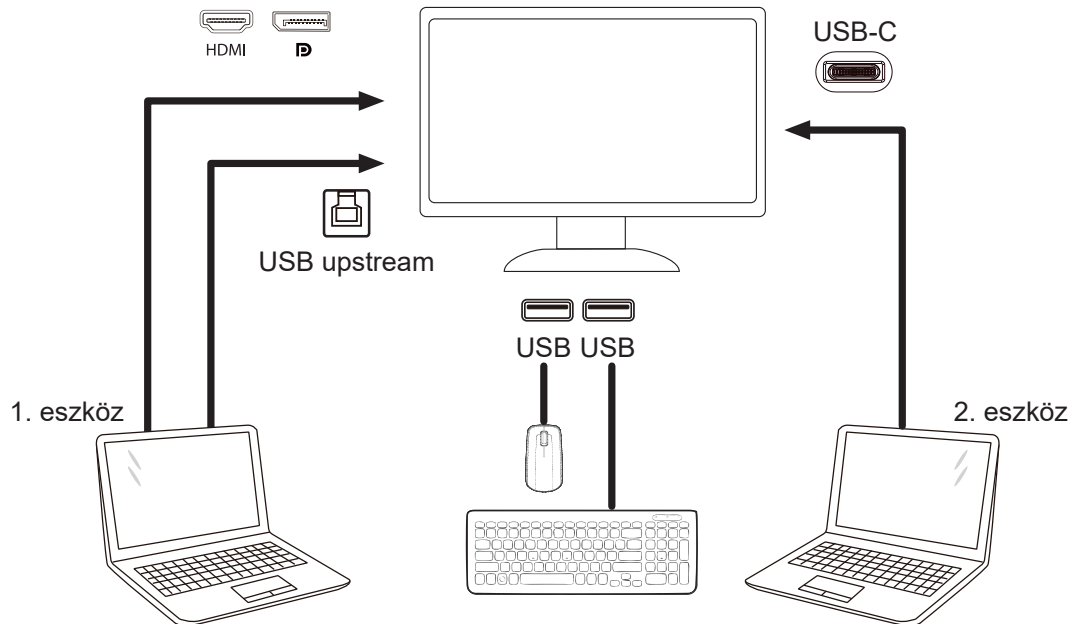 HDMI
USB-C
USB upstream
USB USB
1. eszköz
2. eszköz